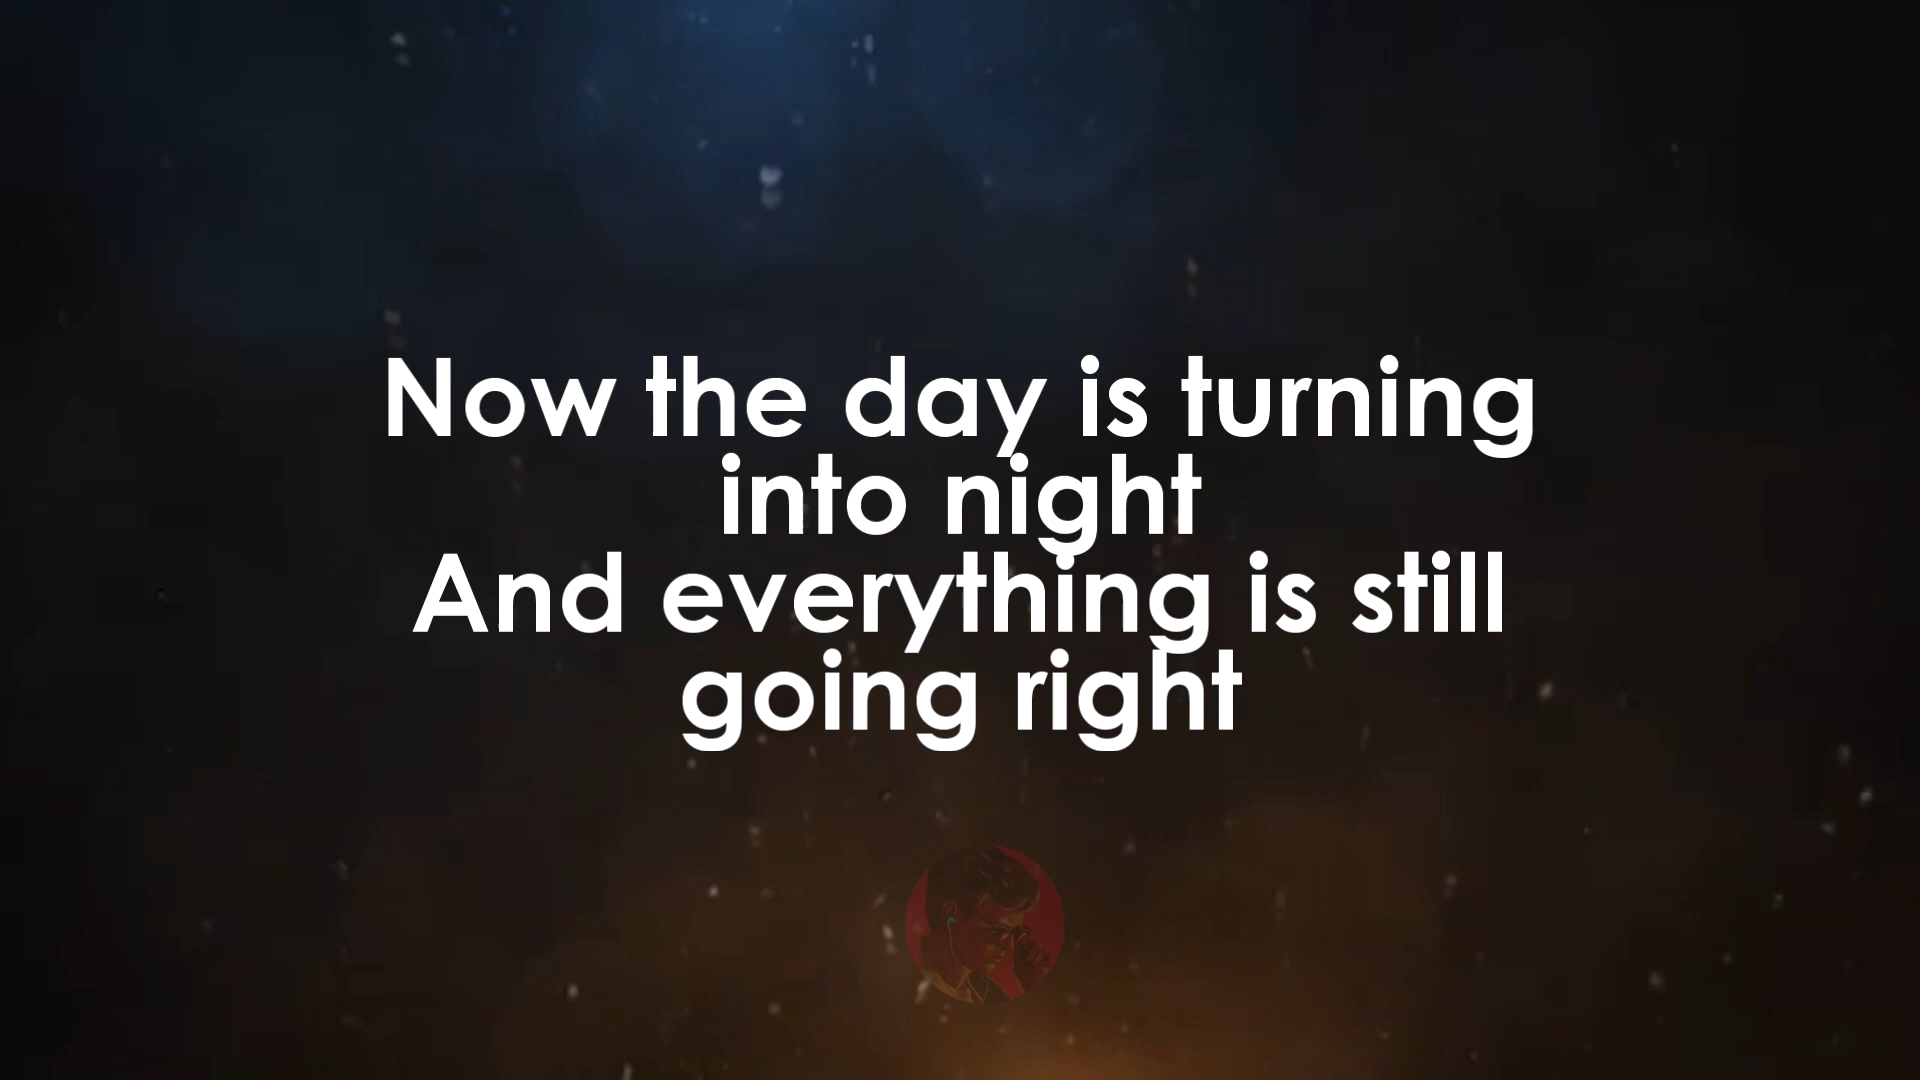 Now the day is turning
into night
And everything is still
going right